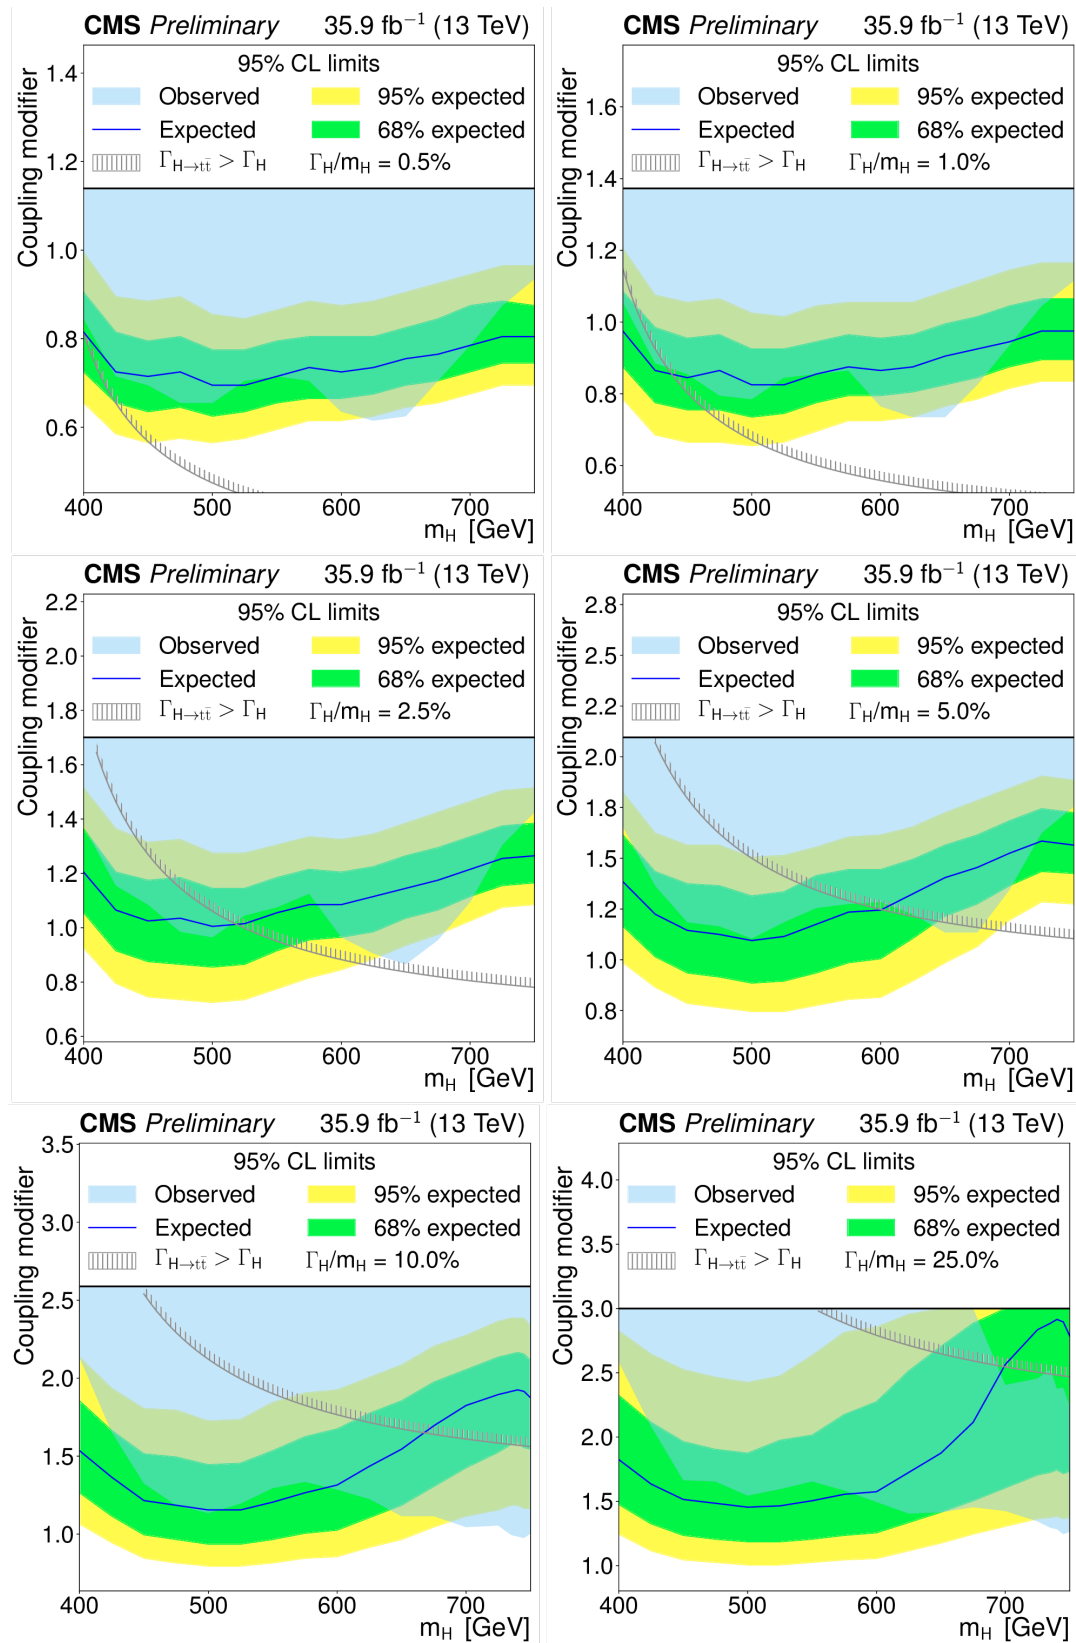 CMS Preliminary 35.9 fb⁻¹ (13 TeV)
95% CL limits
Observed 95% expected
Expected 68% expected
Γ_H→tt̄ > Γ_H Γ_H/m_H = 0.5%
Coupling modifier
1.4
1.2
1.0
0.8
0.6
400 500 600 700
m_H [GeV]
CMS Preliminary 35.9 fb⁻¹ (13 TeV)
95% CL limits
Observed 95% expected
Expected 68% expected
Γ_H→tt̄ > Γ_H Γ_H/m_H = 1.0%
Coupling modifier
1.6
1.4
1.2
1.0
0.8
0.6
400 500 600 700
m_H [GeV]
CMS Preliminary 35.9 fb⁻¹ (13 TeV)
95% CL limits
Observed 95% expected
Expected 68% expected
Γ_H→tt̄ > Γ_H Γ_H/m_H = 2.5%
Coupling modifier
2.2
2.0
1.8
1.6
1.4
1.2
1.0
0.8
0.6
400 500 600 700
m_H [GeV]
CMS Preliminary 35.9 fb⁻¹ (13 TeV)
95% CL limits
Observed 95% expected
Expected 68% expected
Γ_H→tt̄ > Γ_H Γ_H/m_H = 5.0%
Coupling modifier
2.8
2.5
2.2
2.0
1.8
1.5
1.2
1.0
0.8
400 500 600 700
m_H [GeV]
CMS Preliminary 35.9 fb⁻¹ (13 TeV)
95% CL limits
Observed 95% expected
Expected 68% expected
Γ_H→tt̄ > Γ_H Γ_H/m_H = 10.0%
Coupling modifier
3.5
3.0
2.5
2.0
1.5
1.0
400 500 600 700
m_H [GeV]
CMS Preliminary 35.9 fb⁻¹ (13 TeV)
95% CL limits
Observed 95% expected
Expected 68% expected
Γ_H→tt̄ > Γ_H Γ_H/m_H = 25.0%
Coupling modifier
4.0
3.5
3.0
2.5
2.0
1.5
1.0
400 500 600 700
m_H [GeV]